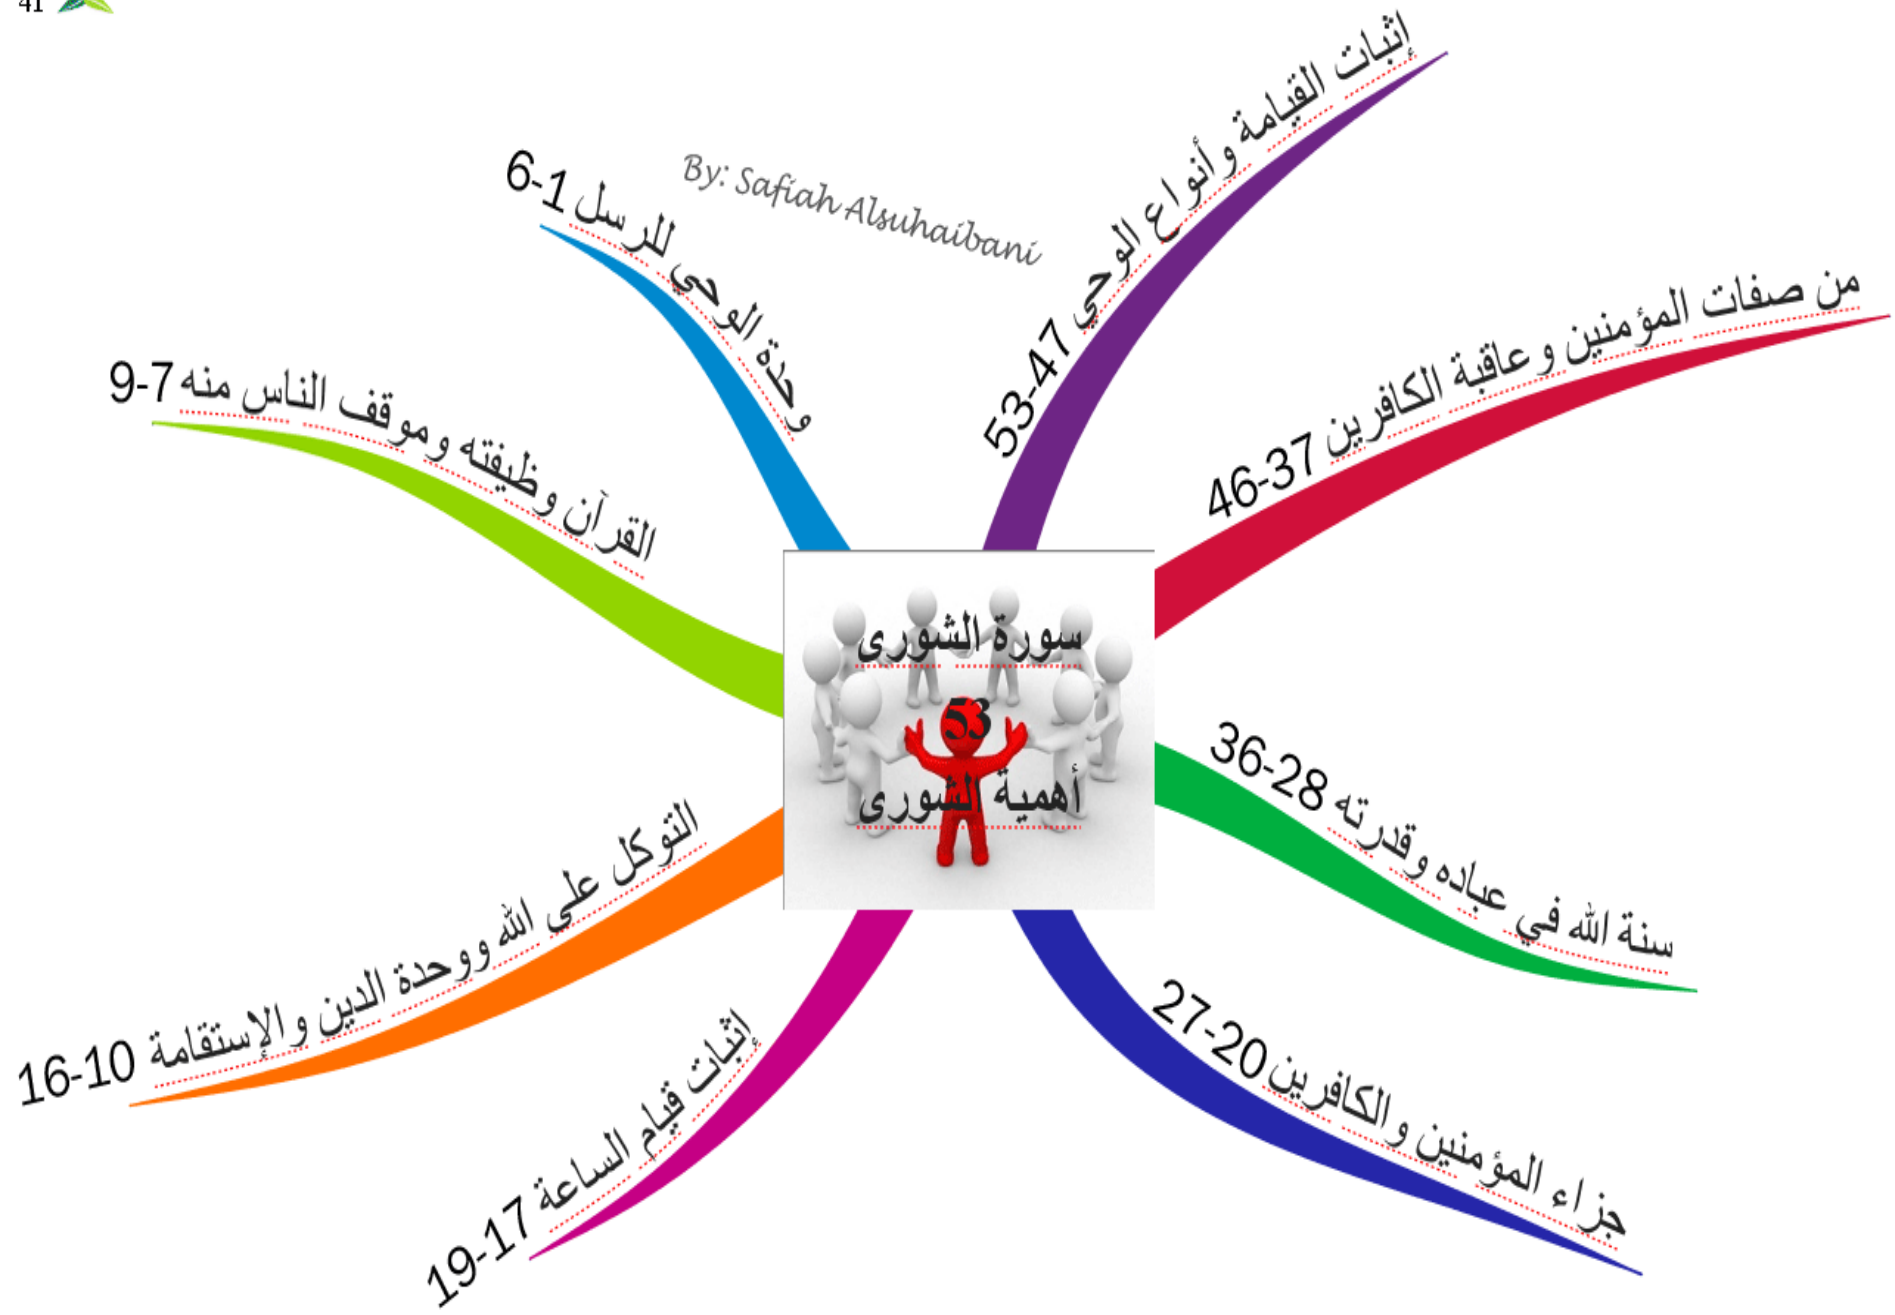 41
By: Safiah Alsuhaibani
سورة الشورى
53
أهمية الشورى
وحدة الوحي للرسل 1-6
القرآن وظيفته وموقف الناس منه 7-9
التوكل على الله ووحدة الدين والإستقامة 10-16
إثبات قيام الساعة 17-19
جزاء المؤمنين والكافرين 20-27
سنة الله في عباده وقدرته 28-36
من صفات المؤمنين وعاقبة الكافرين 37-46
إثبات القيامة وأنواع الوحي 47-53